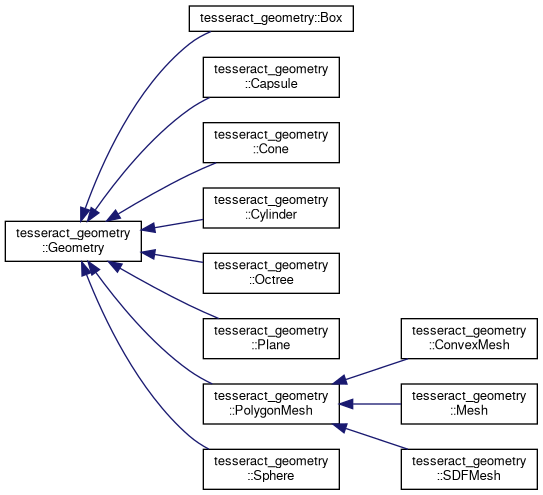 tesseract_geometry::Box
tesseract_geometry
::Capsule
tesseract_geometry
::Cone
tesseract_geometry
::Cylinder
tesseract_geometry
::Geometry
tesseract_geometry
::Octree
tesseract_geometry
::Plane
tesseract_geometry
::ConvexMesh
tesseract_geometry
::PolygonMesh
tesseract_geometry
::Mesh
tesseract_geometry
::Sphere
tesseract_geometry
::SDFMesh